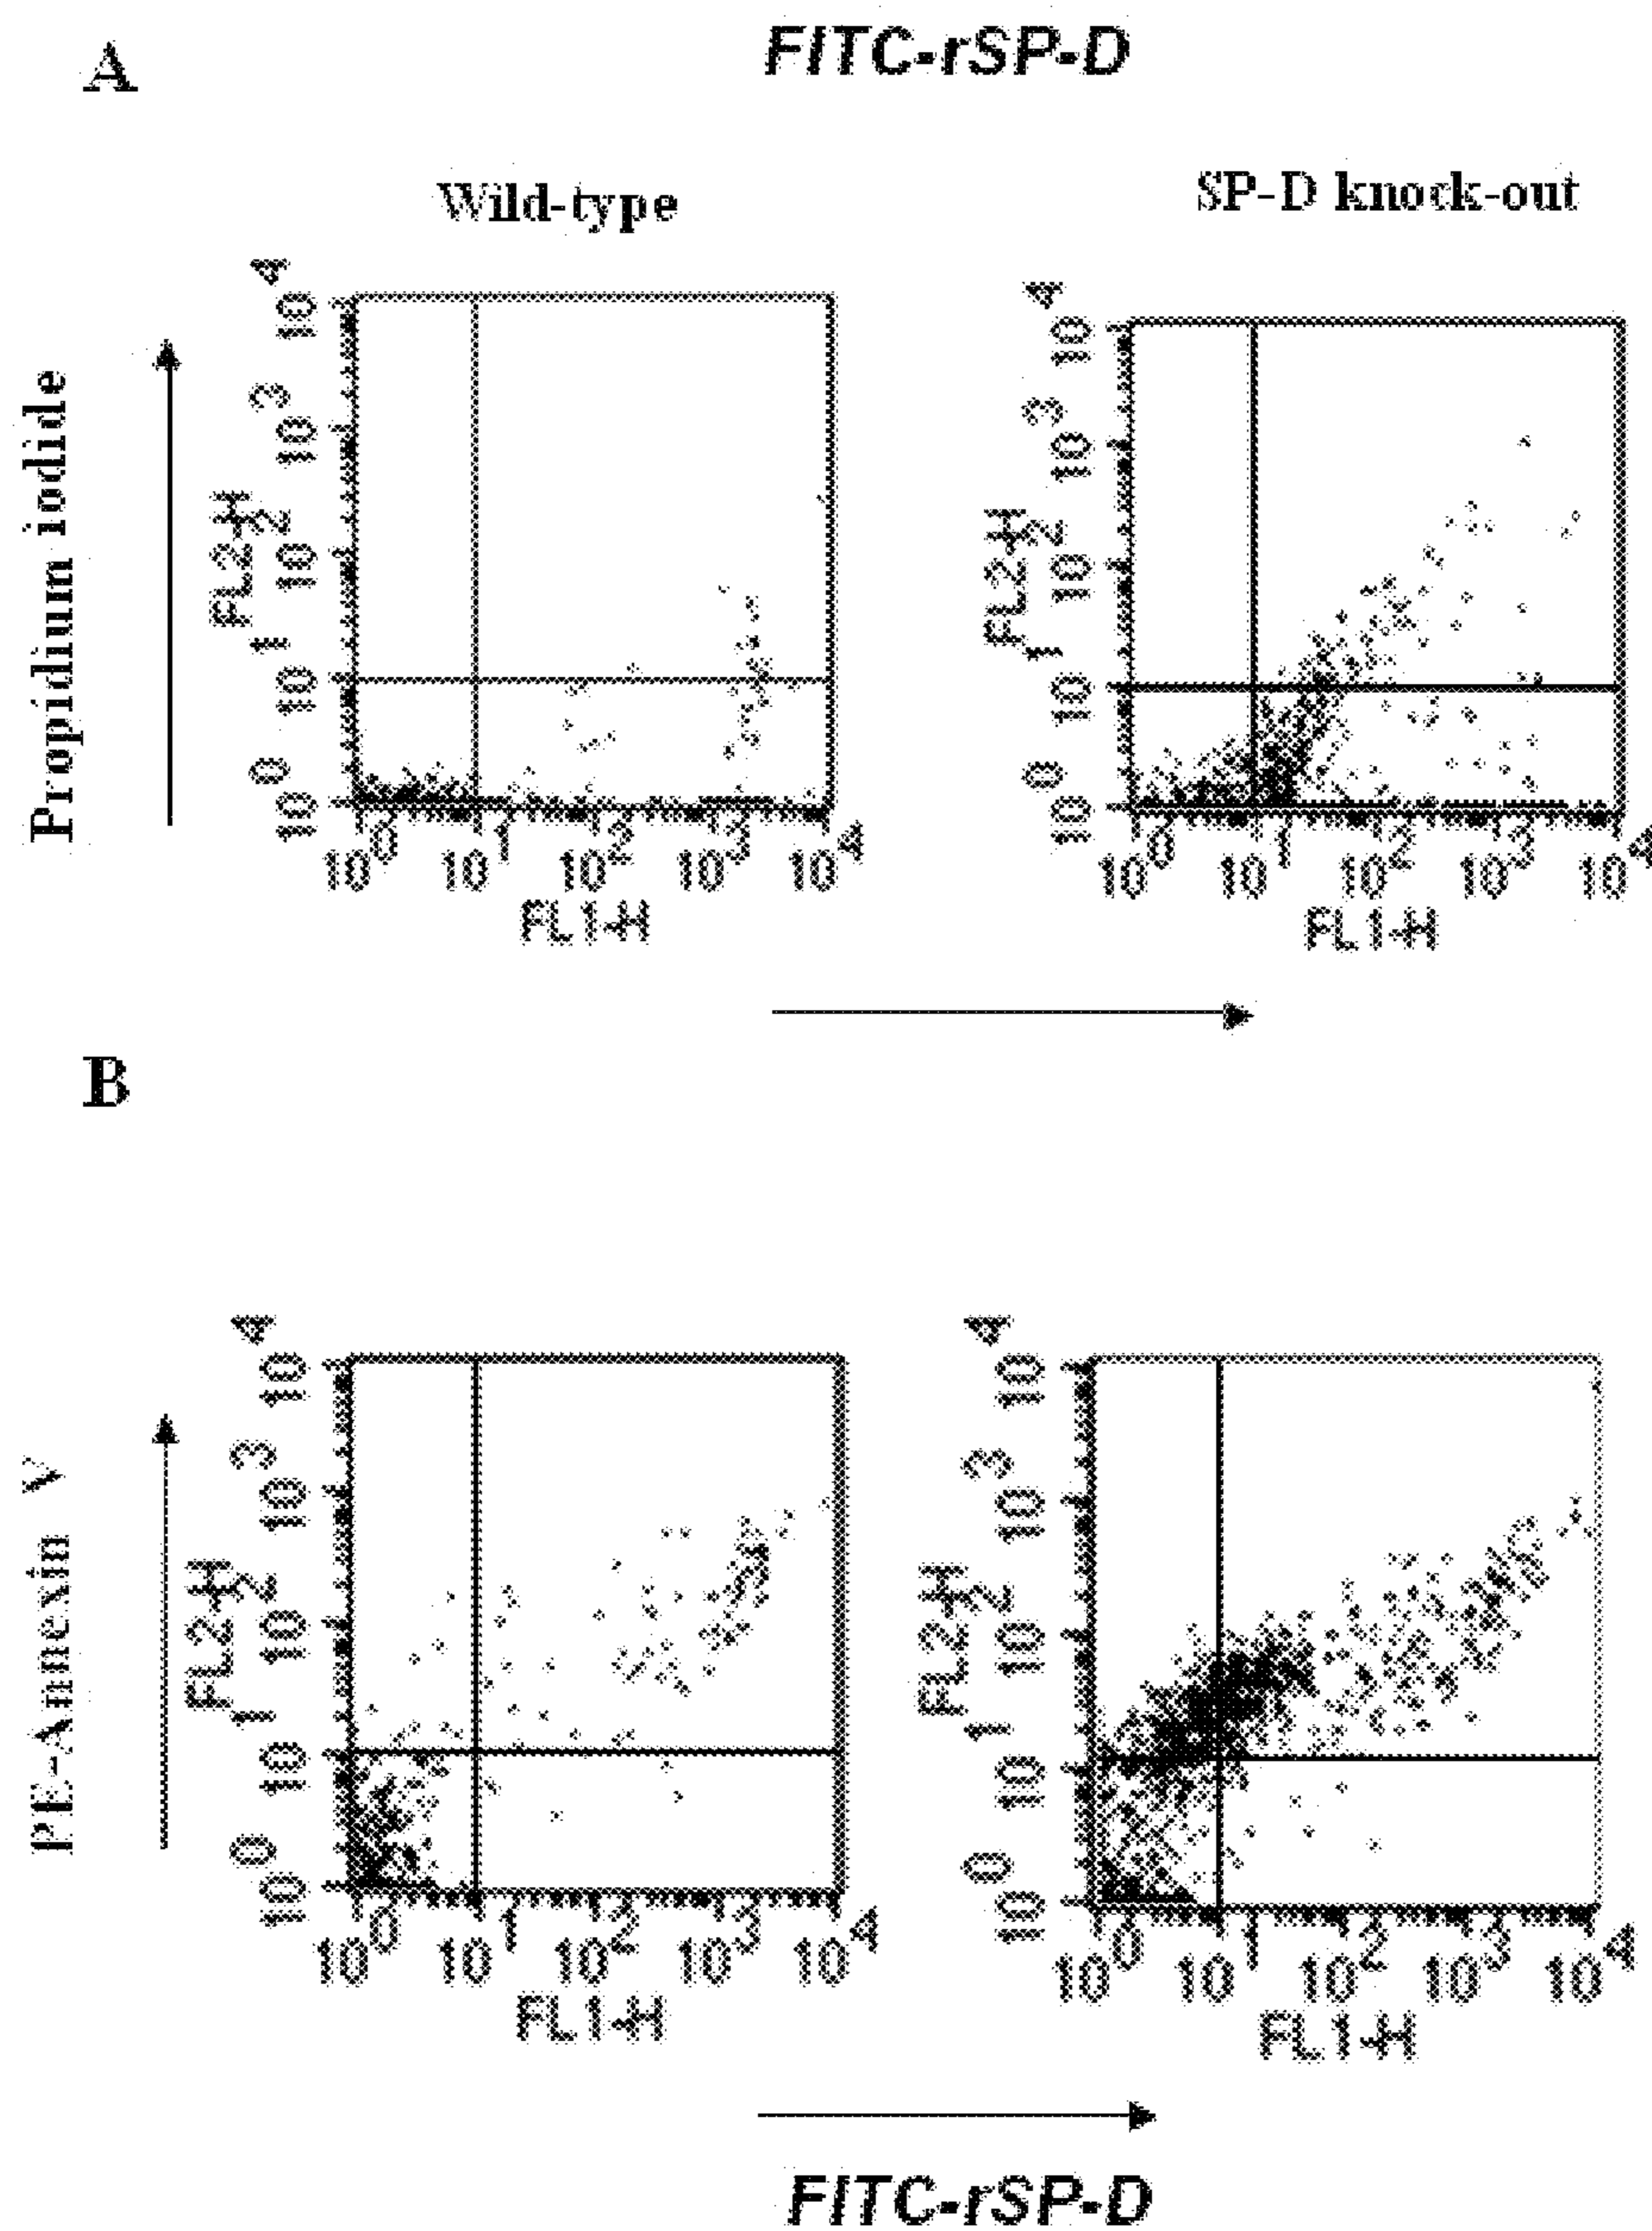 A
FITC-rSP-D
Wild-type
SP-D knock-out
Propidium iodide
FL2-H
10^0 10^1 10^2 10^3 10^4
10^0 10^1 10^2 10^3 10^4
FL1-H
FL2-H
10^0 10^1 10^2 10^3 10^4
10^0 10^1 10^2 10^3 10^4
FL1-H
B
PE-Annexin V
FL2-H
10^0 10^1 10^2 10^3 10^4
10^0 10^1 10^2 10^3 10^4
FL1-H
FL2-H
10^0 10^1 10^2 10^3 10^4
10^0 10^1 10^2 10^3 10^4
FL1-H
FITC-rSP-D